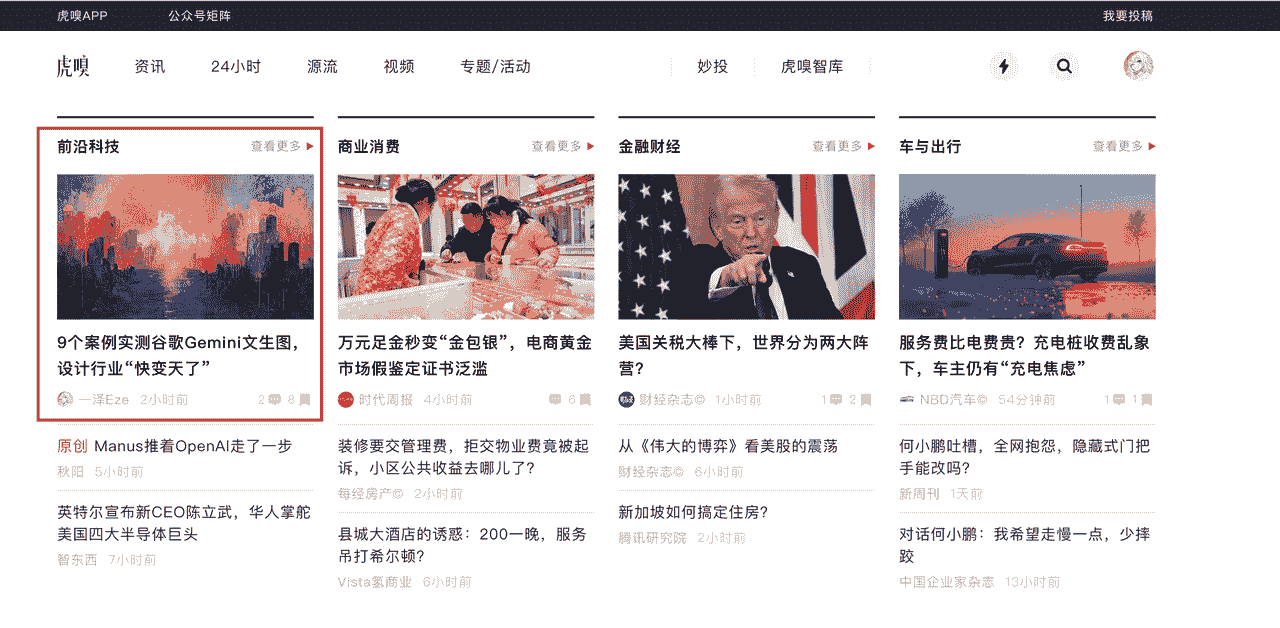 虎嗅APP 公众号矩阵 我要投稿
虎嗅 资讯 24小时 源流 视频 专题/活动 妙投 虎嗅智库
前沿科技 查看更多
9个案例实测谷歌Gemini文生图，
设计行业“快变天了”
一泽Eze 2小时前 2 8
原创 Manus推着OpenAI走了一步
秋阳 5小时前
英特尔宣布新CEO陈立武，华人掌舵
美国四大半导体巨头
智东西 7小时前
商业消费 查看更多
万元足金秒变“金包银”，电商黄金
市场假鉴定证书泛滥
时代周报 4小时前 6
装修要交管理费，拒交物业费竟被起
诉，小区公共收益去哪儿了？
每经房产© 2小时前
县城大酒店的诱惑：200一晚，服务
吊打希尔顿？
Vista氢商业 6小时前
金融财经 查看更多
美国关税大棒下，世界分为两大阵
营？
财经杂志© 1小时前 1 2
从《伟大的博弈》看美股的震荡
财经杂志© 6小时前
新加坡如何搞定住房？
腾讯研究院 2小时前
车与出行 查看更多
服务费比电费贵？充电桩收费乱象
下，车主仍有“充电焦虑”
NBD汽车© 54分钟前 1 1
何小鹏吐槽，全网抱怨，隐藏式门把
手能改吗？
新周刊 1天前
对话何小鹏：我希望走慢一点，少摔
跤
中国企业家杂志 13小时前